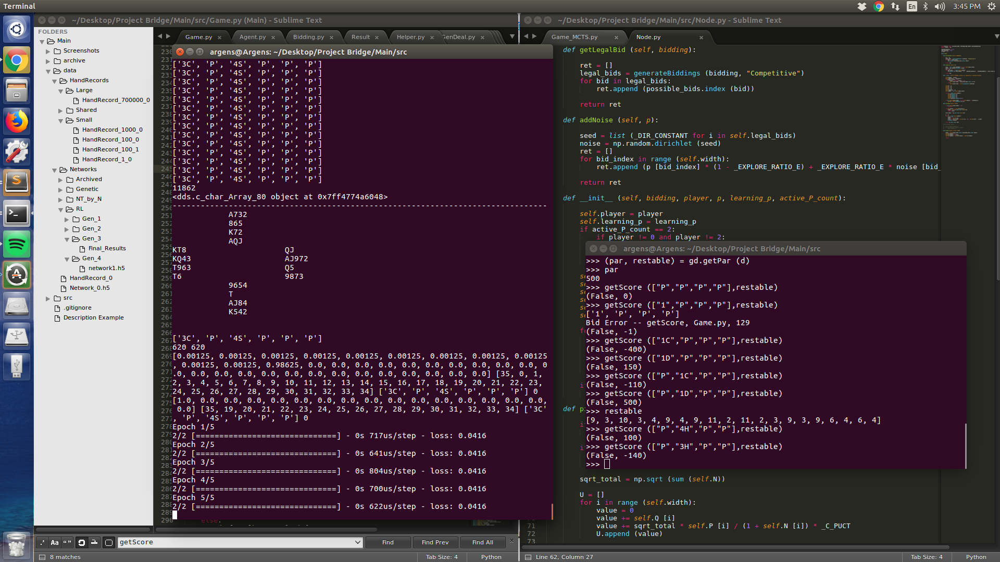 Terminal
En
3:45 PM
~/Desktop/Project Bridge/Main/src/Game.py (Main) - Sublime Text
FOLDERS
Main
Screenshots
archive
data
HandRecords
Large
HandRecord_700000_0
Shared
Small
HandRecord_1000_0
HandRecord_100_0
HandRecord_100_1
HandRecord_1_0
Networks
Archived
Genetic
NT_by_N
RL
Gen_1
Gen_2
Gen_3
Final_Results
Gen_4
network1.h5
HandRecord_0
Network_0.h5
src
.gitignore
Description Example
Game.py
Agent.py
Bidding.py
Result
Helper.py
GenDeal.py
argens@Argens: ~/Desktop/Project Bridge/Main/src
['3C', 'P', '4S', 'P', 'P', 'P']
['3C', 'P', '4S', 'P', 'P', 'P']
['3C', 'P', '4S', 'P', 'P', 'P']
['3C', 'P', '4S', 'P', 'P', 'P']
['3C', 'P', '4S', 'P', 'P', 'P']
['3C', 'P', '4S', 'P', 'P', 'P']
['3C', 'P', '4S', 'P', 'P', 'P']
['3C', 'P', '4S', 'P', 'P', 'P']
['3C', 'P', '4S', 'P', 'P', 'P']
['3C', 'P', '4S', 'P', 'P', 'P']
['3C', 'P', '4S', 'P', 'P', 'P']
['3C', 'P', '4S', 'P', 'P', 'P']
['3C', 'P', '4S', 'P', 'P', 'P']
['3C', 'P', '4S', 'P', 'P', 'P']
11862
<dds.c_char_Array_80 object at 0x7ff4774a6048>
--------------------------------------------------------------------------------
A732
865
K72
AQJ
KT8 QJ
KQ43 AJ972
T963 Q5
T6 9873
9654
T
AJ84
K542
['3C', 'P', '4S', 'P', 'P', 'P']
620 620
[0.00125, 0.00125, 0.00125, 0.00125, 0.00125, 0.00125, 0.00125, 0.00125, 0.00125
, 0.00125, 0.00125, 0.98625, 0.0, 0.0, 0.0, 0.0, 0.0, 0.0, 0.0, 0.0, 0.0, 0.0, 0
.0, 0.0, 0.0, 0.0, 0.0, 0.0, 0.0, 0.0, 0.0, 0.0, 0.0, 0.0, 0.0, 0.0] [35, 0, 1,
2, 3, 4, 5, 6, 7, 8, 9, 10, 11, 12, 13, 14, 15, 16, 17, 18, 19, 20, 21, 22, 23,
24, 25, 26, 27, 28, 29, 30, 31, 32, 33, 34] ['3C', 'P', '4S', 'P', 'P', 'P'] 0
[1.0, 0.0, 0.0, 0.0, 0.0, 0.0, 0.0, 0.0, 0.0, 0.0, 0.0, 0.0, 0.0, 0.0, 0.0, 0.0,
0.0] [35, 19, 20, 21, 22, 23, 24, 25, 26, 27, 28, 29, 30, 31, 32, 33, 34] ['3C'
, 'P', '4S', 'P', 'P', 'P'] 0
Epoch 1/5
2/2 [==============================] - 0s 717us/step - loss: 0.0416
Epoch 2/5
2/2 [==============================] - 0s 641us/step - loss: 0.0416
Epoch 3/5
2/2 [==============================] - 0s 804us/step - loss: 0.0416
Epoch 4/5
2/2 [==============================] - 0s 700us/step - loss: 0.0416
Epoch 5/5
2/2 [==============================] - 0s 622us/step - loss: 0.0416
290
else:
.*
Aa
“ ”
getScore
Find
Find Prev
Find All
8 matches
Tab Size: 4
Python
~/Desktop/Project Bridge/Main/src/Node.py - Sublime Text
Game_MCTS.py
Node.py
def getLegalBid (self, bidding):
ret = []
legal_bids = generateBiddings (bidding, "Competitive")
for bid in legal_bids:
ret.append (possible_bids.index (bid))
return ret
def addNoise (self, p):
seed = list (_DIR_CONSTANT for i in self.legal_bids)
noise = np.random.dirichlet (seed)
ret = []
for bid_index in range (self.width):
ret.append (p [bid_index] * (1 - _EXPLORE_RATIO_E) + _EXPLORE_RATIO_E * noise [bid_
return ret
def __init__ (self, bidding, player, p, learning_p, active_P_count):
self.player = player
self.learning_p = learning_p
if active_P_count == 2:
if player != 0 and player != 2:
argens@Argens: ~/Desktop/Project Bridge/Main/src
>>> (par, restable) = gd.getPar (d)
>>> par
500
>>> getScore (["P","P","P","P"],restable)
(False, 0)
>>> getScore (["1","P","P","P"],restable)
['1', 'P', 'P', 'P']
Bid Error -- getScore, Game.py, 129
(False, -1)
>>> getScore (["1C","P","P","P"],restable)
(False, -400)
>>> getScore (["1D","P","P","P"],restable)
(False, 150)
>>> getScore (["P","1C","P","P"],restable)
(False, -110)
>>> getScore (["P","1D","P","P"],restable)
(False, 500)
>>> restable
[9, 3, 10, 3, 4, 9, 4, 9, 11, 2, 11, 2, 3, 9, 3, 9, 6, 4, 6, 4]
>>> getScore (["P","4H","P","P"],restable)
(False, 100)
>>> getScore (["P","3H","P","P"],restable)
(False, -140)
>>>
sqrt_total = np.sqrt (sum (self.N))
U = []
for i in range (self.width):
value = 0
value += self.Q [i]
71 value += sqrt_total * self.P [i] / (1 + self.N [i]) * _C_PUCT
72 U.append (value)
73
Line 62, Column 27
Tab Size: 4
Python